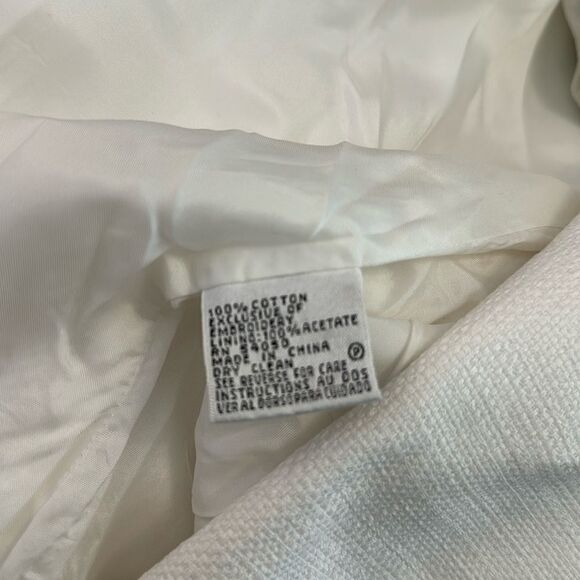 100% COTTON
EXCLUSIVE OF
EMBROIDERY
LINING:100% ACETATE
RN 54050
MADE IN CHINA
DRY CLEAN Ⓟ
SEE REVERSE FOR CARE
INSTRUCTIONS AU DOS
VER AL DORSO PARA CUIDADO